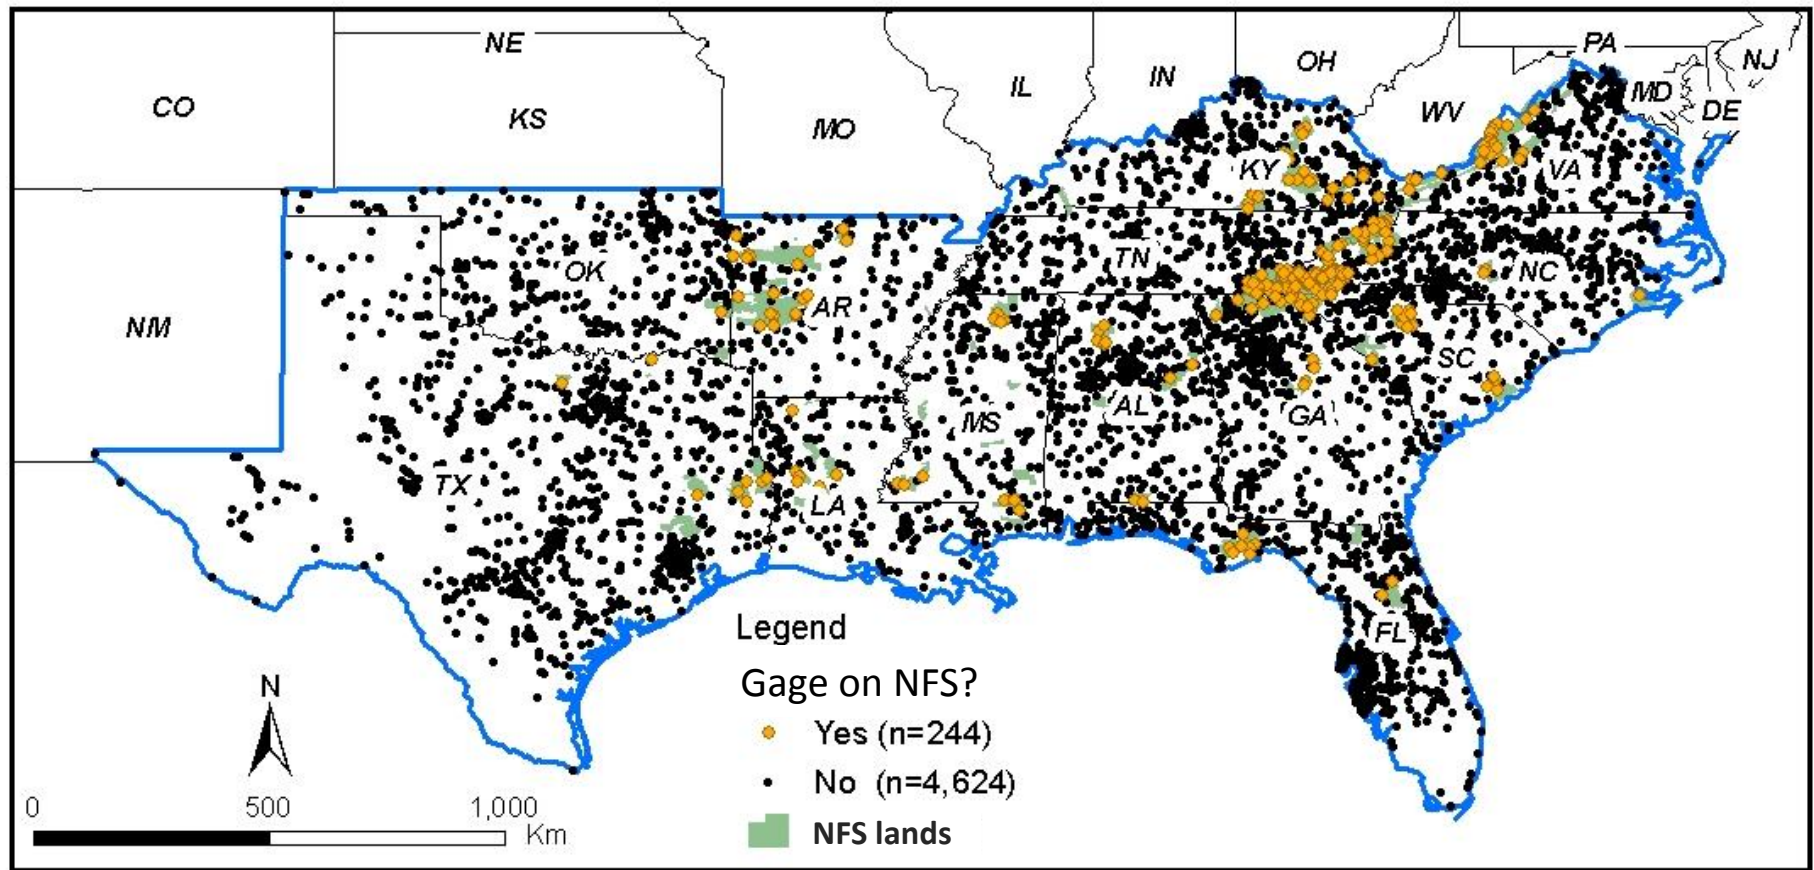 NE
PA
OH
NJ
IN
IL
CO
MD
WV
DE
KS
MO
KY
VA
TN
OK
NC
AR
NM
SC
AL
GA
MS
TX
LA
Legend
FL
Gage on NFS?
N
Yes (n=244)
No (n=4,624)
0 500 1,000
Km
NFS lands